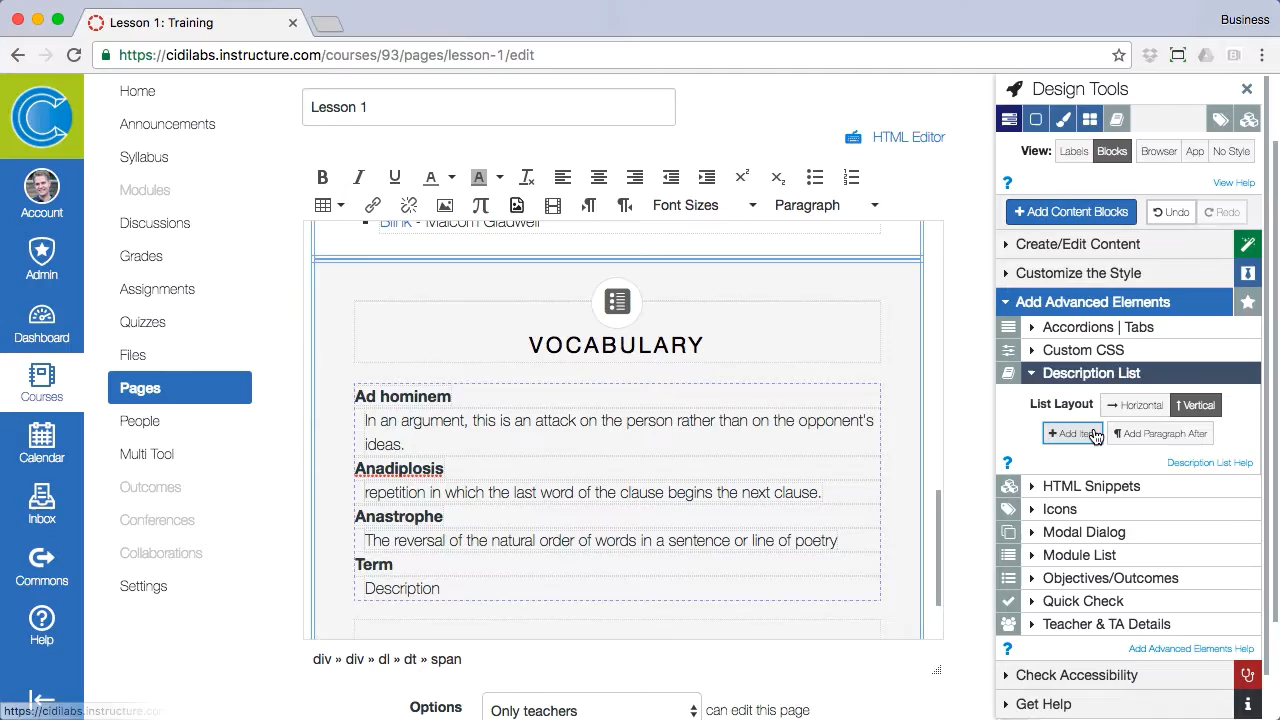 Lesson 1: Training
Business
https://cidilabs.instructure.com/courses/93/pages/lesson-1/edit
Account
Admin
Dashboard
Courses
Calendar
Inbox
Commons
Help
https://cidilabs.instructure.com
Home
Announcements
Syllabus
Modules
Discussions
Grades
Assignments
Quizzes
Files
Pages
People
Multi Tool
Outcomes
Conferences
Collaborations
Settings
Lesson 1
HTML Editor
B I U A A
Font Sizes Paragraph
Blink - Malcom Gladwell
VOCABULARY
Ad hominem
In an argument, this is an attack on the person rather than on the opponent's
ideas.
Anadiplosis
repetition in which the last word of the clause begins the next clause.
Anastrophe
The reversal of the natural order of words in a sentence or line of poetry
Term
Description
div » div » dl » dt » span
Options Only teachers can edit this page
Design Tools
View: Labels Blocks Browser App No Style
? View Help
+ Add Content Blocks Undo Redo
Create/Edit Content
Customize the Style
Add Advanced Elements
Accordions | Tabs
Custom CSS
Description List
List Layout Horizontal Vertical
+ Add Add Paragraph After
? Description List Help
HTML Snippets
Icons
Modal Dialog
Module List
Objectives/Outcomes
Quick Check
Teacher & TA Details
? Add Advanced Elements Help
Check Accessibility
Get Help